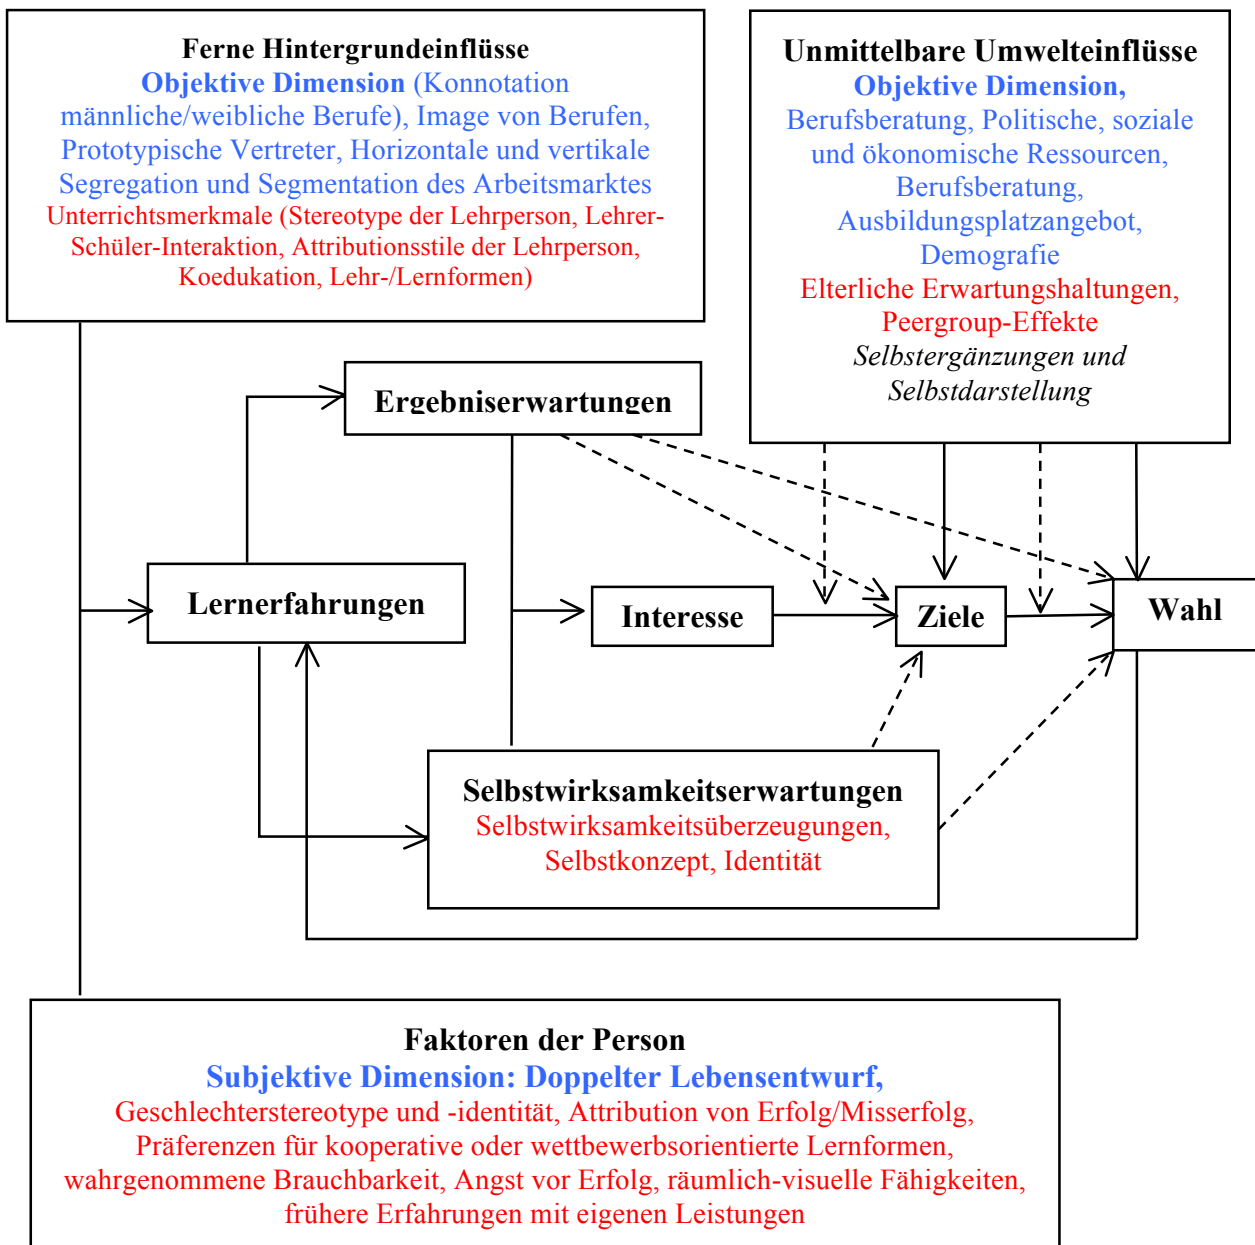 Ferne Hintergrundeinflüsse
Objektive Dimension (Konnotation
männliche/weibliche Berufe), Image von Berufen,
Prototypische Vertreter, Horizontale und vertikale
Segregation und Segmentation des Arbeitsmarktes
Unterrichtsmerkmale (Stereotype der Lehrperson, Lehrer-
Schüler-Interaktion, Attributionsstile der Lehrperson,
Koedukation, Lehr-/Lernformen)
Unmittelbare Umwelteinflüsse
Objektive Dimension,
Berufsberatung, Politische, soziale
und ökonomische Ressourcen,
Berufsberatung,
Ausbildungsplatzangebot,
Demografie
Elterliche Erwartungshaltungen,
Peergroup-Effekte
Selbstergänzungen und
Selbstdarstellung
Ergebniserwartungen
Lernerfahrungen
Interesse
Ziele
Wahl
Selbstwirksamkeitserwartungen
Selbstwirksamkeitsüberzeugungen,
Selbstkonzept, Identität
Faktoren der Person
Subjektive Dimension: Doppelter Lebensentwurf,
Geschlechterstereotype und -identität, Attribution von Erfolg/Misserfolg,
Präferenzen für kooperative oder wettbewerbsorientierte Lernformen,
wahrgenommene Brauchbarkeit, Angst vor Erfolg, räumlich-visuelle Fähigkeiten,
frühere Erfahrungen mit eigenen Leistungen